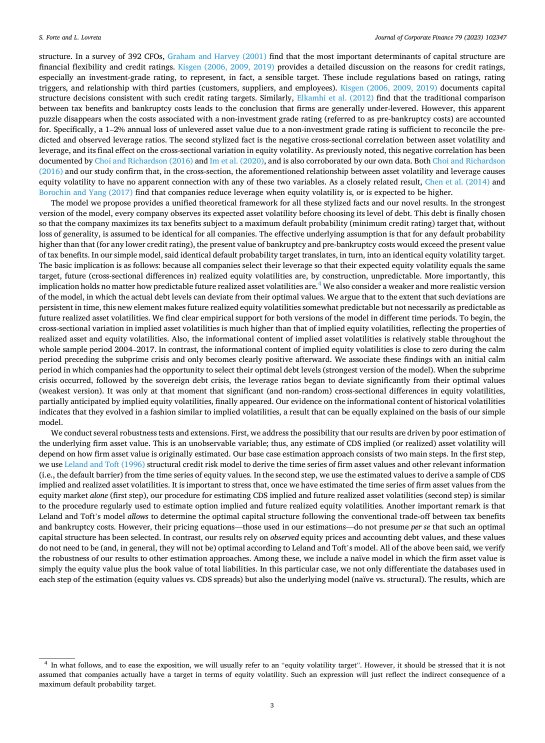 S. Forte and L. Lovreta
Journal of Corporate Finance 79 (2023) 102347
structure. In a survey of 392 CFOs, Graham and Harvey (2001) find that the most important determinants of capital structure are
financial flexibility and credit ratings. Kisgen (2006, 2009, 2019) provides a detailed discussion on the reasons for credit ratings,
especially an investment-grade rating, to represent, in fact, a sensible target. These include regulations based on ratings, rating
triggers, and relationship with third parties (customers, suppliers, and employees). Kisgen (2006, 2009, 2019) documents capital
structure decisions consistent with such credit rating targets. Similarly, Elkamhi et al. (2012) find that the traditional comparison
between tax benefits and bankruptcy costs leads to the conclusion that firms are generally under-levered. However, this apparent
puzzle disappears when the costs associated with a non-investment grade rating (referred to as pre-bankruptcy costs) are accounted
for. Specifically, a 1–2% annual loss of unlevered asset value due to a non-investment grade rating is sufficient to reconcile the pre-
dicted and observed leverage ratios. The second stylized fact is the negative cross-sectional correlation between asset volatility and
leverage, and its final effect on the cross-sectional variation in equity volatility. As previously noted, this negative correlation has been
documented by Choi and Richardson (2016) and Im et al. (2020), and is also corroborated by our own data. Both Choi and Richardson
(2016) and our study confirm that, in the cross-section, the aforementioned relationship between asset volatility and leverage causes
equity volatility to have no apparent connection with any of these two variables. As a closely related result, Chen et al. (2014) and
Borochin and Yang (2017) find that companies reduce leverage when equity volatility is, or is expected to be, higher.
The model we propose provides a unified theoretical framework for all these stylized facts and our novel results. In the strongest
version of the model, every company observes its expected asset volatility before choosing its level of debt. This debt is finally chosen
so that the company maximizes its tax benefits subject to a maximum default probability (minimum credit rating) target that, without
loss of generality, is assumed to be identical for all companies. The effective underlying assumption is that for any default probability
higher than that (for any lower credit rating), the present value of bankruptcy and pre-bankruptcy costs would exceed the present value
of tax benefits. In our simple model, said identical default probability target translates, in turn, into an identical equity volatility target.
The basic implication is as follows: because all companies select their leverage so that their expected equity volatility equals the same
target, future (cross-sectional differences in) realized equity volatilities are, by construction, unpredictable. More importantly, this
implication holds no matter how predictable future realized asset volatilities are.4 We also consider a weaker and more realistic version
of the model, in which the actual debt levels can deviate from their optimal values. We argue that to the extent that such deviations are
persistent in time, this new element makes future realized equity volatilities somewhat predictable but not necessarily as predictable as
future realized asset volatilities. We find clear empirical support for both versions of the model in different time periods. To begin, the
cross-sectional variation in implied asset volatilities is much higher than that of implied equity volatilities, reflecting the properties of
realized asset and equity volatilities. Also, the informational content of implied asset volatilities is relatively stable throughout the
whole sample period 2004–2017. In contrast, the informational content of implied equity volatilities is close to zero during the calm
period preceding the subprime crisis and only becomes clearly positive afterward. We associate these findings with an initial calm
period in which companies had the opportunity to select their optimal debt levels (strongest version of the model). When the subprime
crisis occurred, followed by the sovereign debt crisis, the leverage ratios began to deviate significantly from their optimal values
(weakest version). It was only at that moment that significant (and non-random) cross-sectional differences in equity volatilities,
partially anticipated by implied equity volatilities, finally appeared. Our evidence on the informational content of historical volatilities
indicates that they evolved in a fashion similar to implied volatilities, a result that can be equally explained on the basis of our simple
model.
We conduct several robustness tests and extensions. First, we address the possibility that our results are driven by poor estimation of
the underlying firm asset value. This is an unobservable variable; thus, any estimate of CDS implied (or realized) asset volatility will
depend on how firm asset value is originally estimated. Our base case estimation approach consists of two main steps. In the first step,
we use Leland and Toft (1996) structural credit risk model to derive the time series of firm asset values and other relevant information
(i.e., the default barrier) from the time series of equity values. In the second step, we use the estimated values to derive a sample of CDS
implied and realized asset volatilities. It is important to stress that, once we have estimated the time series of firm asset values from the
equity market alone (first step), our procedure for estimating CDS implied and future realized asset volatilities (second step) is similar
to the procedure regularly used to estimate option implied and future realized equity volatilities. Another important remark is that
Leland and Toft's model allows to determine the optimal capital structure following the conventional trade-off between tax benefits
and bankruptcy costs. However, their pricing equations—those used in our estimations—do not presume per se that such an optimal
capital structure has been selected. In contrast, our results rely on observed equity prices and accounting debt values, and these values
do not need to be (and, in general, they will not be) optimal according to Leland and Toft's model. All of the above been said, we verify
the robustness of our results to other estimation approaches. Among these, we include a naïve model in which the firm asset value is
simply the equity value plus the book value of total liabilities. In this particular case, we not only differentiate the databases used in
each step of the estimation (equity values vs. CDS spreads) but also the underlying model (naïve vs. structural). The results, which are
4 In what follows, and to ease the exposition, we will usually refer to an "equity volatility target". However, it should be stressed that it is not
assumed that companies actually have a target in terms of equity volatility. Such an expression will just reflect the indirect consequence of a
maximum default probability target.
3